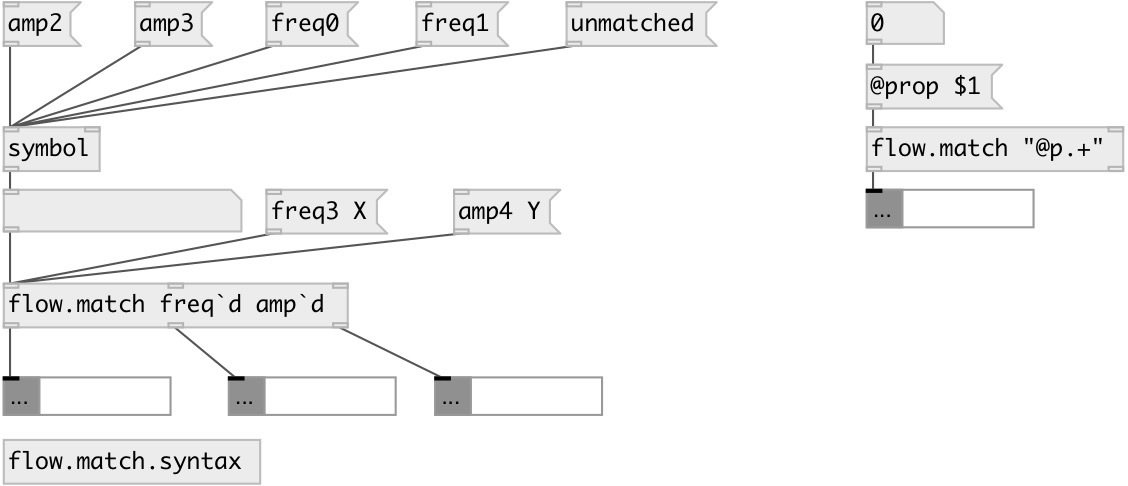 amp2
amp3
freq0
freq1
unmatched
0
@prop $1
symbol
flow.match "@p.+"
freq3 X
amp4 Y
...
flow.match freq`d amp`d
...
...
...
flow.match.syntax